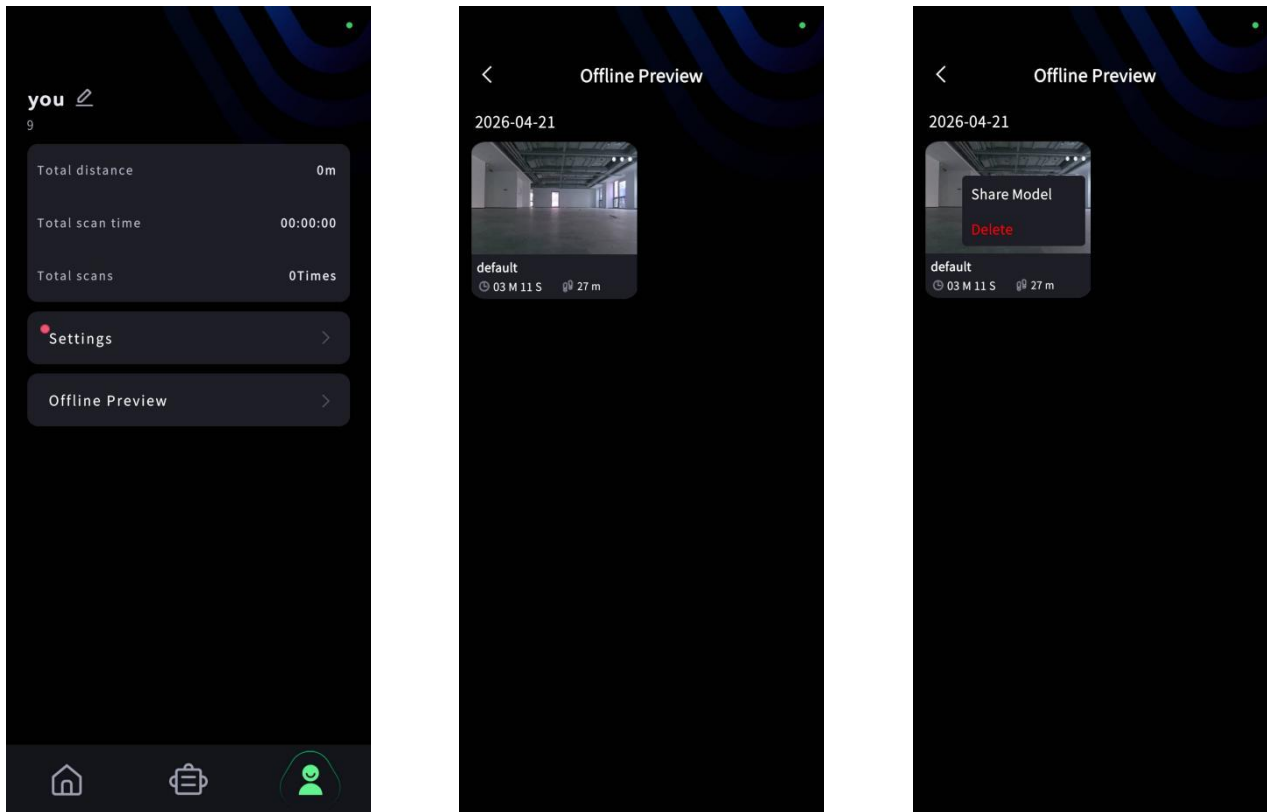 you
9
Total distance 0m
Total scan time 00:00:00
Total scans 0Times
Settings
Offline Preview
Offline Preview
2026-04-21
default
03 M 11 S 27 m
Offline Preview
2026-04-21
Share Model
Delete
default
03 M 11 S 27 m